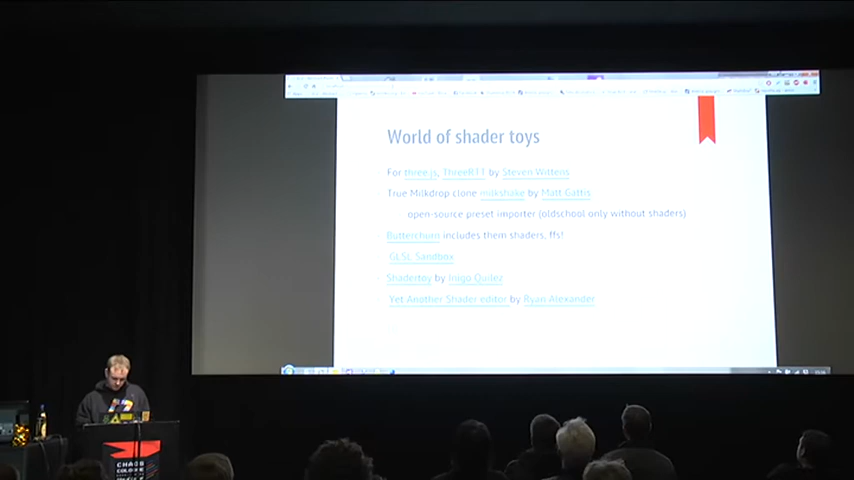 World of shader toys
For three.js, ThreeRTT by Steven Wittens
True Milkdrop clone milkshake by Matt Gattis
open-source preset importer (oldschool only without shaders)
Butterchurn includes them shaders, ffs!
GLSL Sandbox
Shadertoy by Inigo Quilez
Yet Another Shader editor by Ryan Alexander
CHAOS
COLOGNE